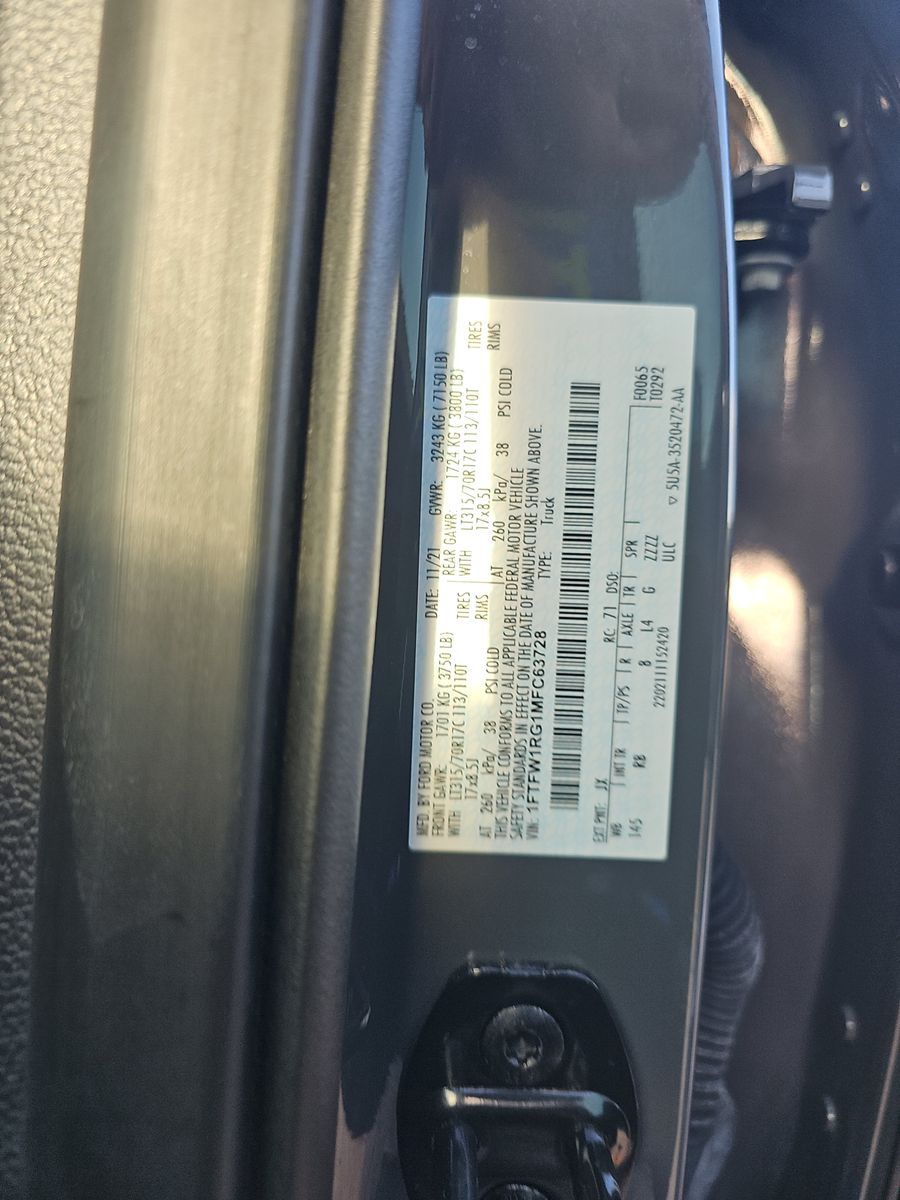 MFD. BY FORD MOTOR CO. DATE: 11/21 GVWR: 3243 KG ( 7150 LB)
FRONT GAWR: 1701 KG ( 3750 LB) REAR GAWR: 1724 KG ( 3800 LB)
WITH LT315/70R17C 113/110T TIRES WITH LT315/70R17C 113/110T TIRES
17x8.5J RIMS 17x8.5J RIMS
AT 260 kPa/ 38 PSI COLD AT 260 kPa/ 38 PSI COLD
THIS VEHICLE CONFORMS TO ALL APPLICABLE FEDERAL MOTOR VEHICLE
SAFETY STANDARDS IN EFFECT ON THE DATE OF MANUFACTURE SHOWN ABOVE.
VIN: 1FTFW1RG1MFC63728 TYPE: Truck
EXT PNT: JX RC: 71 DSO:
WB INT TR TP/PS R AXLE TR SPR F0065
145 RB 8 L4 G ZZZZ T0292
2202111152420 ULC ▽ 5U5A-3520472-AA